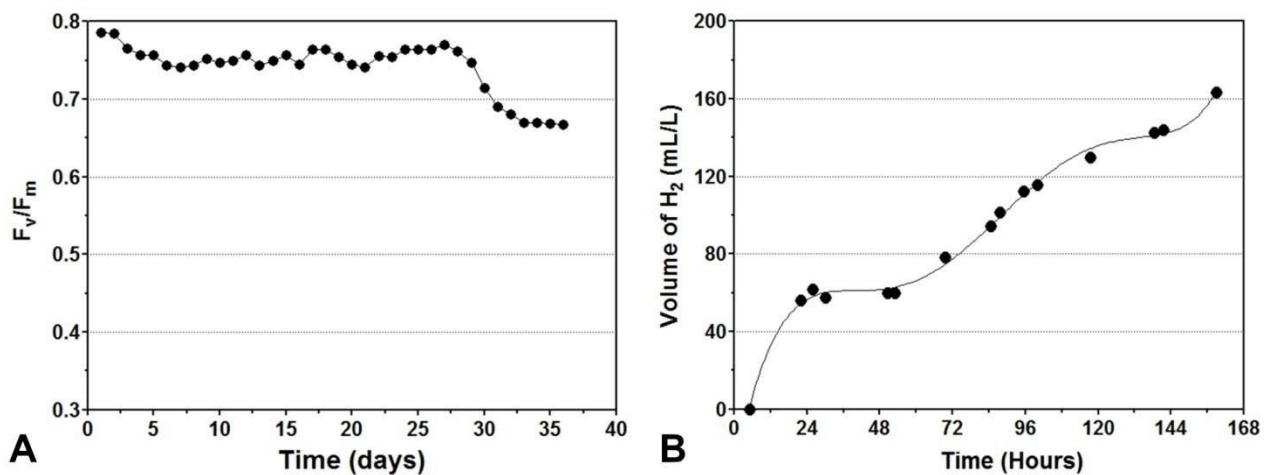 0.8
0.7
0.6
0.5
0.4
0.3
Fv/Fm
0 5 10 15 20 25 30 35 40
Time (days)
A
200
160
120
80
40
0
Volume of H2 (mL/L)
0 24 48 72 96 120 144 168
Time (Hours)
B